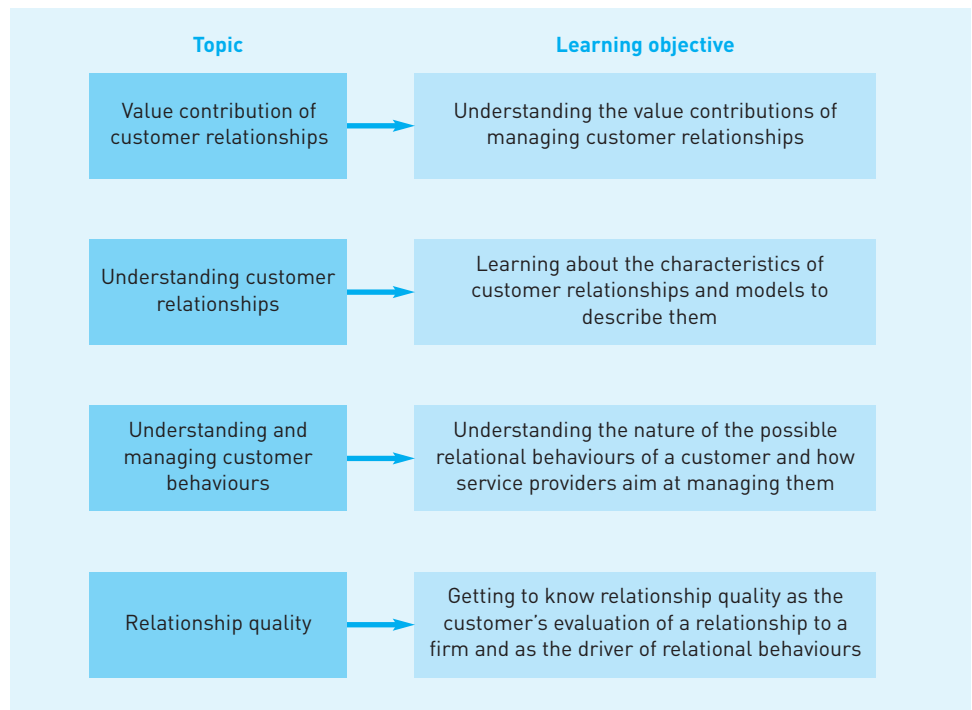 Topic
Learning objective
Value contribution of
customer relationships
Understanding the value contributions of
managing customer relationships
Understanding customer
relationships
Learning about the characteristics of
customer relationships and models to
describe them
Understanding and
managing customer
behaviours
Understanding the nature of the possible
relational behaviours of a customer and how
service providers aim at managing them
Relationship quality
Getting to know relationship quality as the
customer's evaluation of a relationship to a
firm and as the driver of relational behaviours